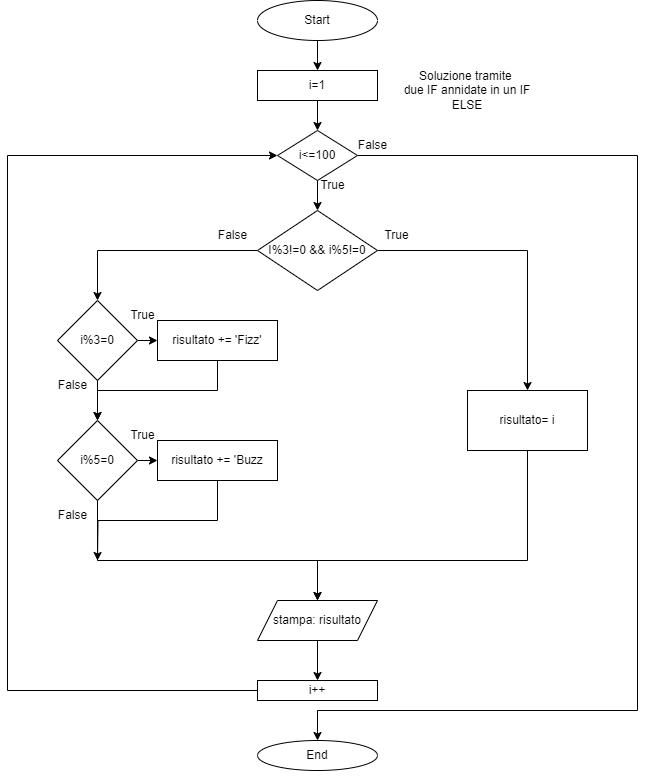 Start
i=1
Soluzione tramite
due IF annidate in un IF
ELSE
i<=100
False
True
!%3!=0 && i%5!=0
False
True
i%3=0
True
risultato += 'Fizz'
False
risultato= i
i%5=0
True
risultato += 'Buzz
False
stampa: risultato
i++
End